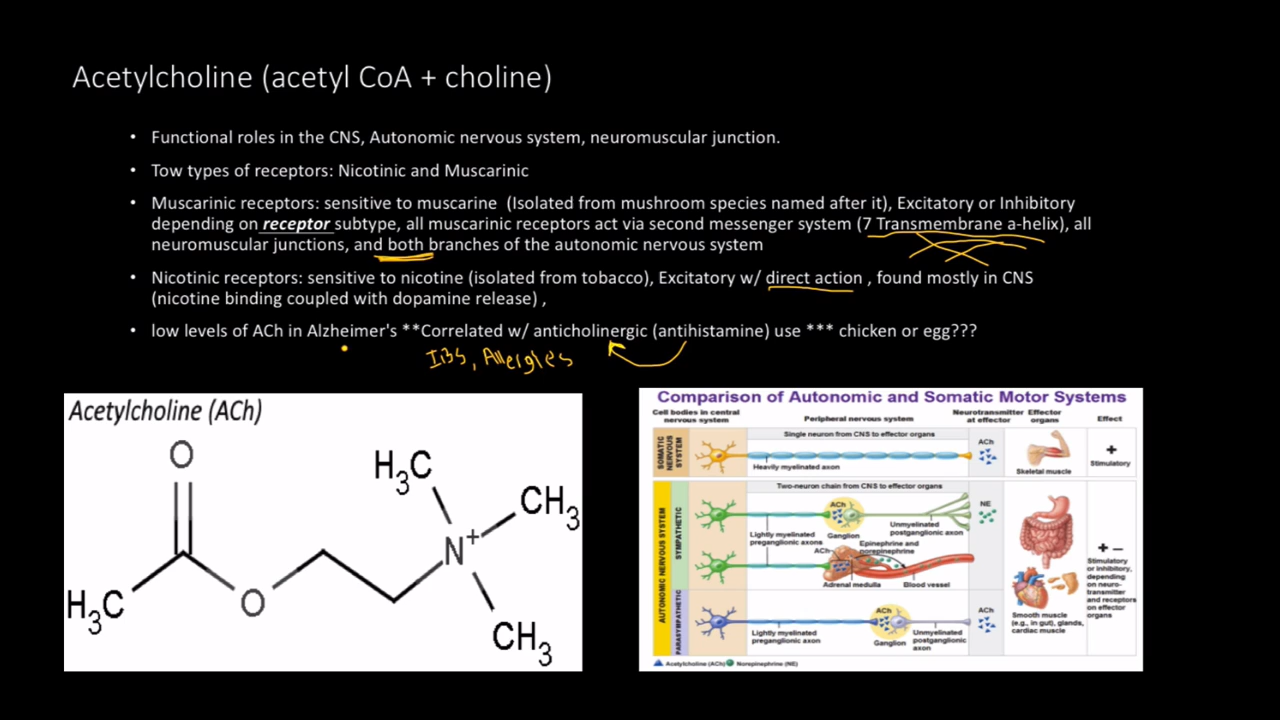 Acetylcholine (acetyl CoA + choline)
• Functional roles in the CNS, Autonomic nervous system, neuromuscular junction.
• Tow types of receptors: Nicotinic and Muscarinic
• Muscarinic receptors: sensitive to muscarine (Isolated from mushroom species named after it), Excitatory or Inhibitory
depending on receptor subtype, all muscarinic receptors act via second messenger system (7 Transmembrane a-helix), all
neuromuscular junctions, and both branches of the autonomic nervous system
• Nicotinic receptors: sensitive to nicotine (isolated from tobacco), Excitatory w/ direct action , found mostly in CNS
(nicotine binding coupled with dopamine release) ,
• low levels of ACh in Alzheimer's **Correlated w/ anticholinergic (antihistamine) use *** chicken or egg???
IBS, Allergies
Acetylcholine (ACh)
O
H3C
CH3
N+
H3C
O
CH3
Comparison of Autonomic and Somatic Motor Systems
Cell bodies in central
nervous system
Peripheral nervous system
Neurotransmitter
at effector
Effector
organs
Effect
SOMATIC
NERVOUS
SYSTEM
Single neuron from CNS to effector organs
Heavily myelinated axon
ACh
Skeletal muscle
+
Stimulatory
AUTONOMIC NERVOUS SYSTEM
SYMPATHETIC
Two-neuron chain from CNS to effector organs
ACh
NE
Unmyelinated
postganglionic axon
Lightly myelinated
preganglionic axons
Ganglion
Epinephrine and
norepinephrine
ACh
Adrenal medulla
Blood vessel
+ −
Stimulatory
or inhibitory,
depending
on neuro-
transmitter
and receptors
on effector
organs
PARASYMPATHETIC
ACh
ACh
Lightly myelinated
preganglionic axon
Ganglion
Unmyelinated
postganglionic
axon
Smooth muscle
(e.g., in gut), glands,
cardiac muscle
Acetylcholine (ACh)
Norepinephrine (NE)